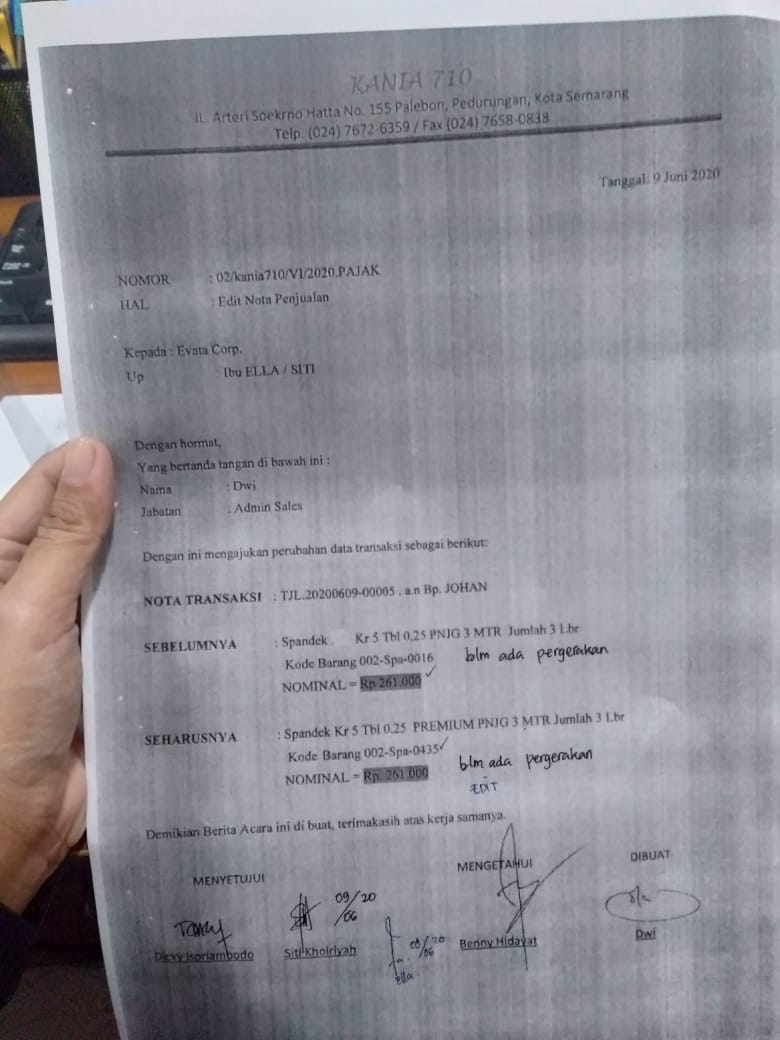 KANIA 710
JL. Arteri Soekrno Hatta No. 155 Palebon, Pedurungan, Kota Semarang
Telp. (024) 7672-6359 / Fax (024) 7658-0838
Tanggal: 9 Juni 2020
NOMOR : 02/kania710/VI/2020.PAJAK
HAL : Edit Nota Penjualan
Kepada : Evata Corp.
Up : Ibu ELLA / SITI
Dengan hormat,
Yang bertanda tangan di bawah ini :
Nama : Dwi
Jabatan : Admin Sales
Dengan ini mengajukan perubahan data transaksi sebagai berikut:
NOTA TRANSAKSI : TJL.20200609-00005 . a.n Bp. JOHAN
SEBELUMNYA : Spandek . Kr 5 Tbl 0,25 PNJG 3 MTR Jumlah 3 Lbr
Kode Barang 002-Spa-0016 blm ada pergerakan
NOMINAL = Rp 261.000
SEHARUSNYA : Spandek Kr 5 Tbl 0,25 PREMIUM PNJG 3 MTR Jumlah 3 Lbr
Kode Barang 002-Spa-0435 blm ada pergerakan
NOMINAL = Rp. 261.000 EDIT
Demikian Berita Acara ini di buat, terimakasih atas kerja samanya.
MENYETUJUI MENGETAHUI DIBUAT
09/20
/06
09/20
/06
Dicky Ispriambodo Siti Khoiriyah ella Benny Hidayat Dwi